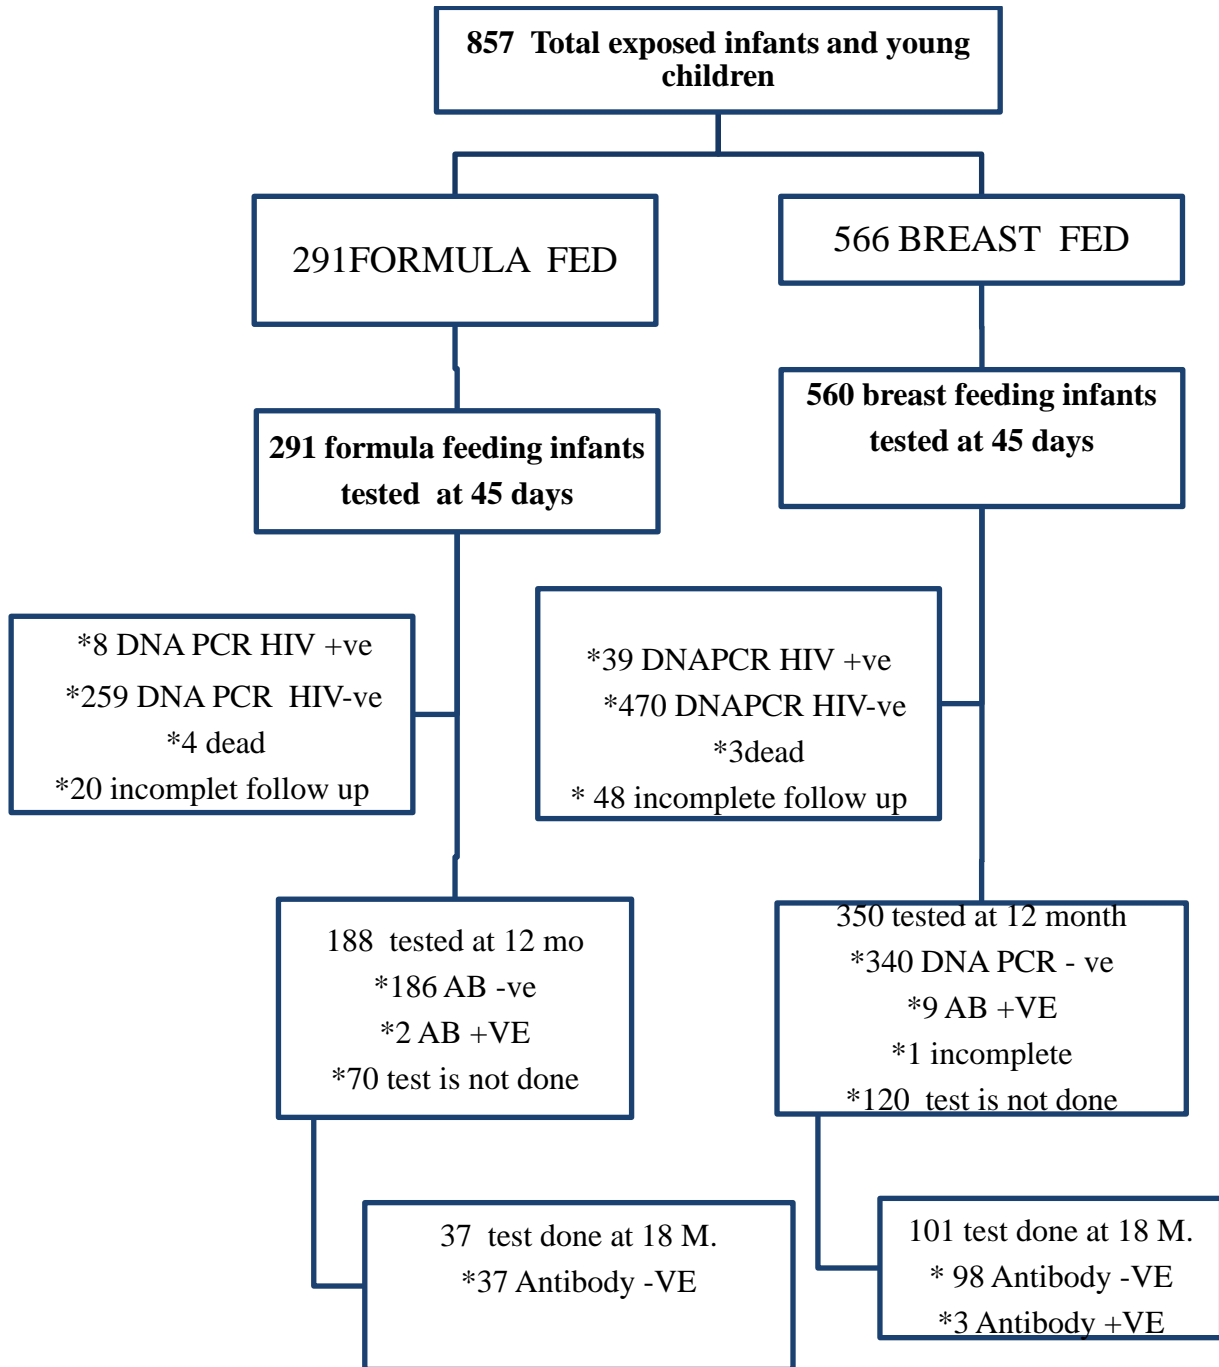 857 Total exposed infants and young
children
291FORMULA FED
566 BREAST FED
291 formula feeding infants
tested at 45 days
560 breast feeding infants
tested at 45 days
*8 DNA PCR HIV +ve
*259 DNA PCR HIV-ve
*4 dead
*20 incomplet follow up
*39 DNAPCR HIV +ve
*470 DNAPCR HIV-ve
*3dead
* 48 incomplete follow up
188 tested at 12 mo
*186 AB -ve
*2 AB +VE
*70 test is not done
350 tested at 12 month
*340 DNA PCR - ve
*9 AB +VE
*1 incomplete
*120 test is not done
37 test done at 18 M.
*37 Antibody -VE
101 test done at 18 M.
* 98 Antibody -VE
*3 Antibody +VE